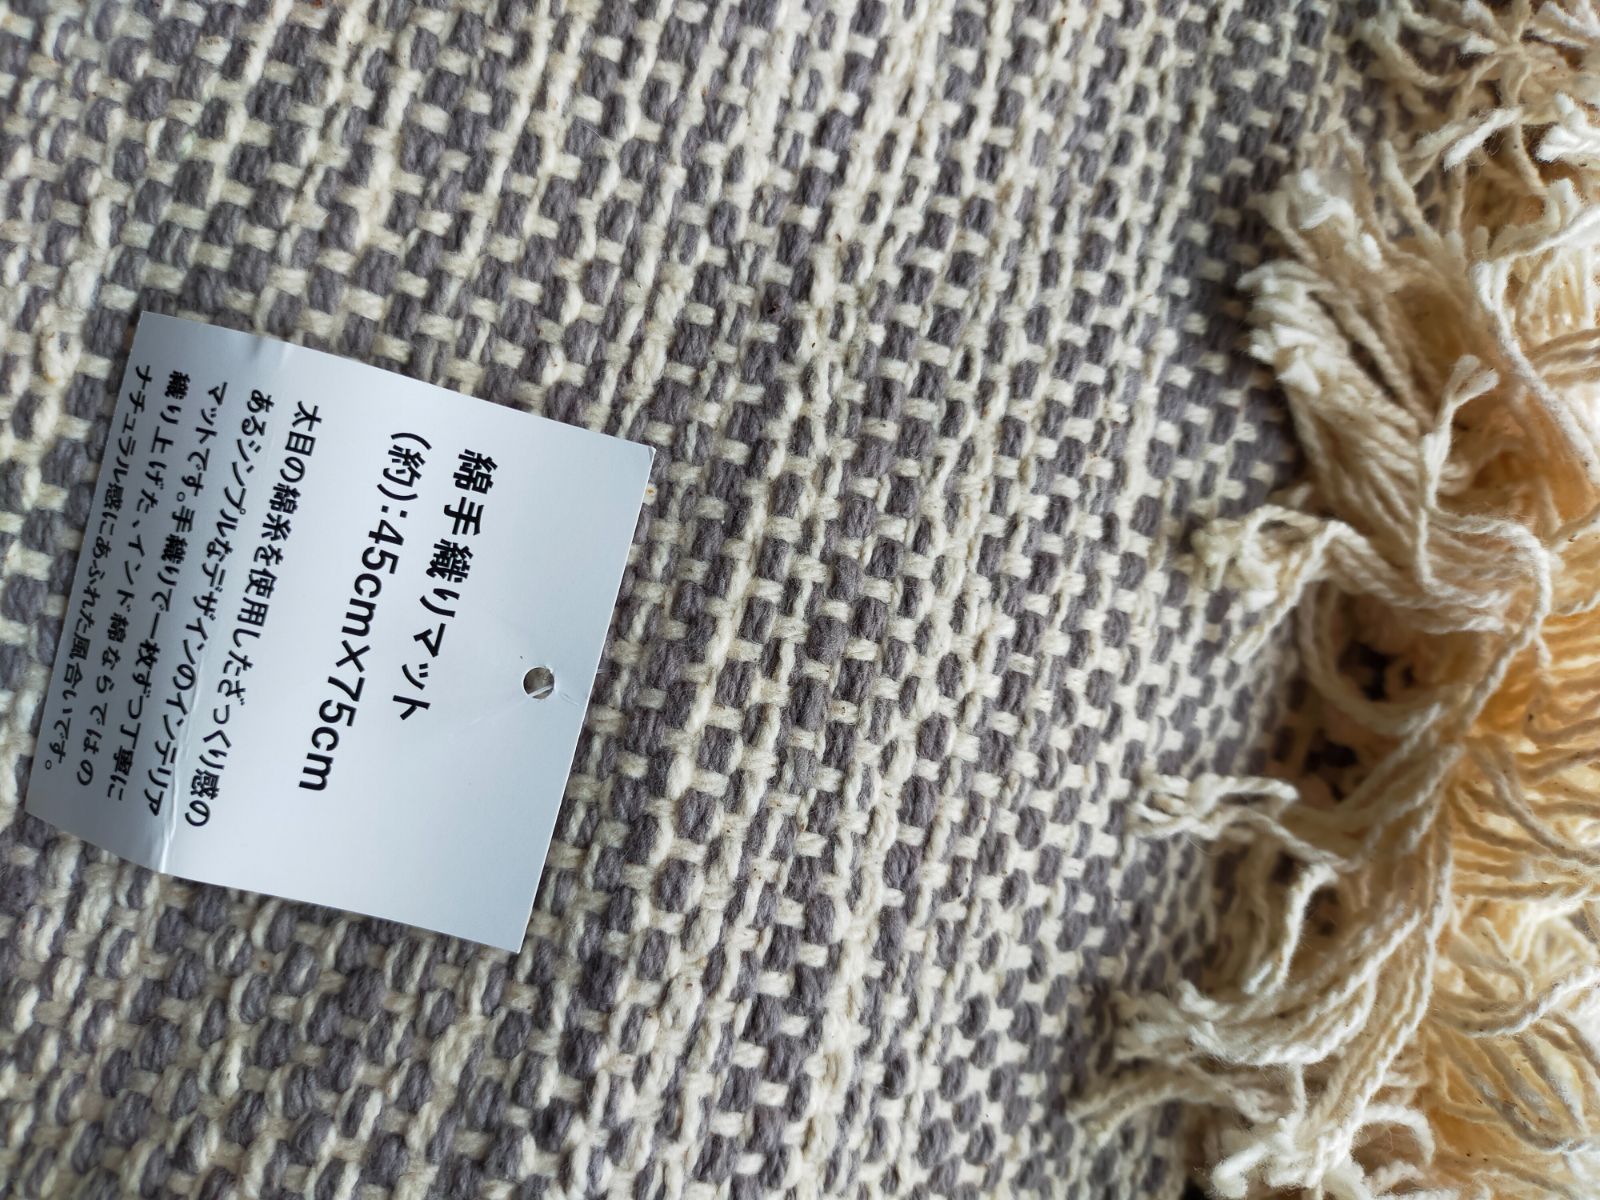 綿手織りマット
(約):45cm×75cm
大目の綿糸を使用したざっくり感の
あるシンプルなデザインのインテリア
マットです。手織りで一枚ずつ丁寧に
織り上げた、インド綿ならではの
ナチュラル感にあふれた風合いです。